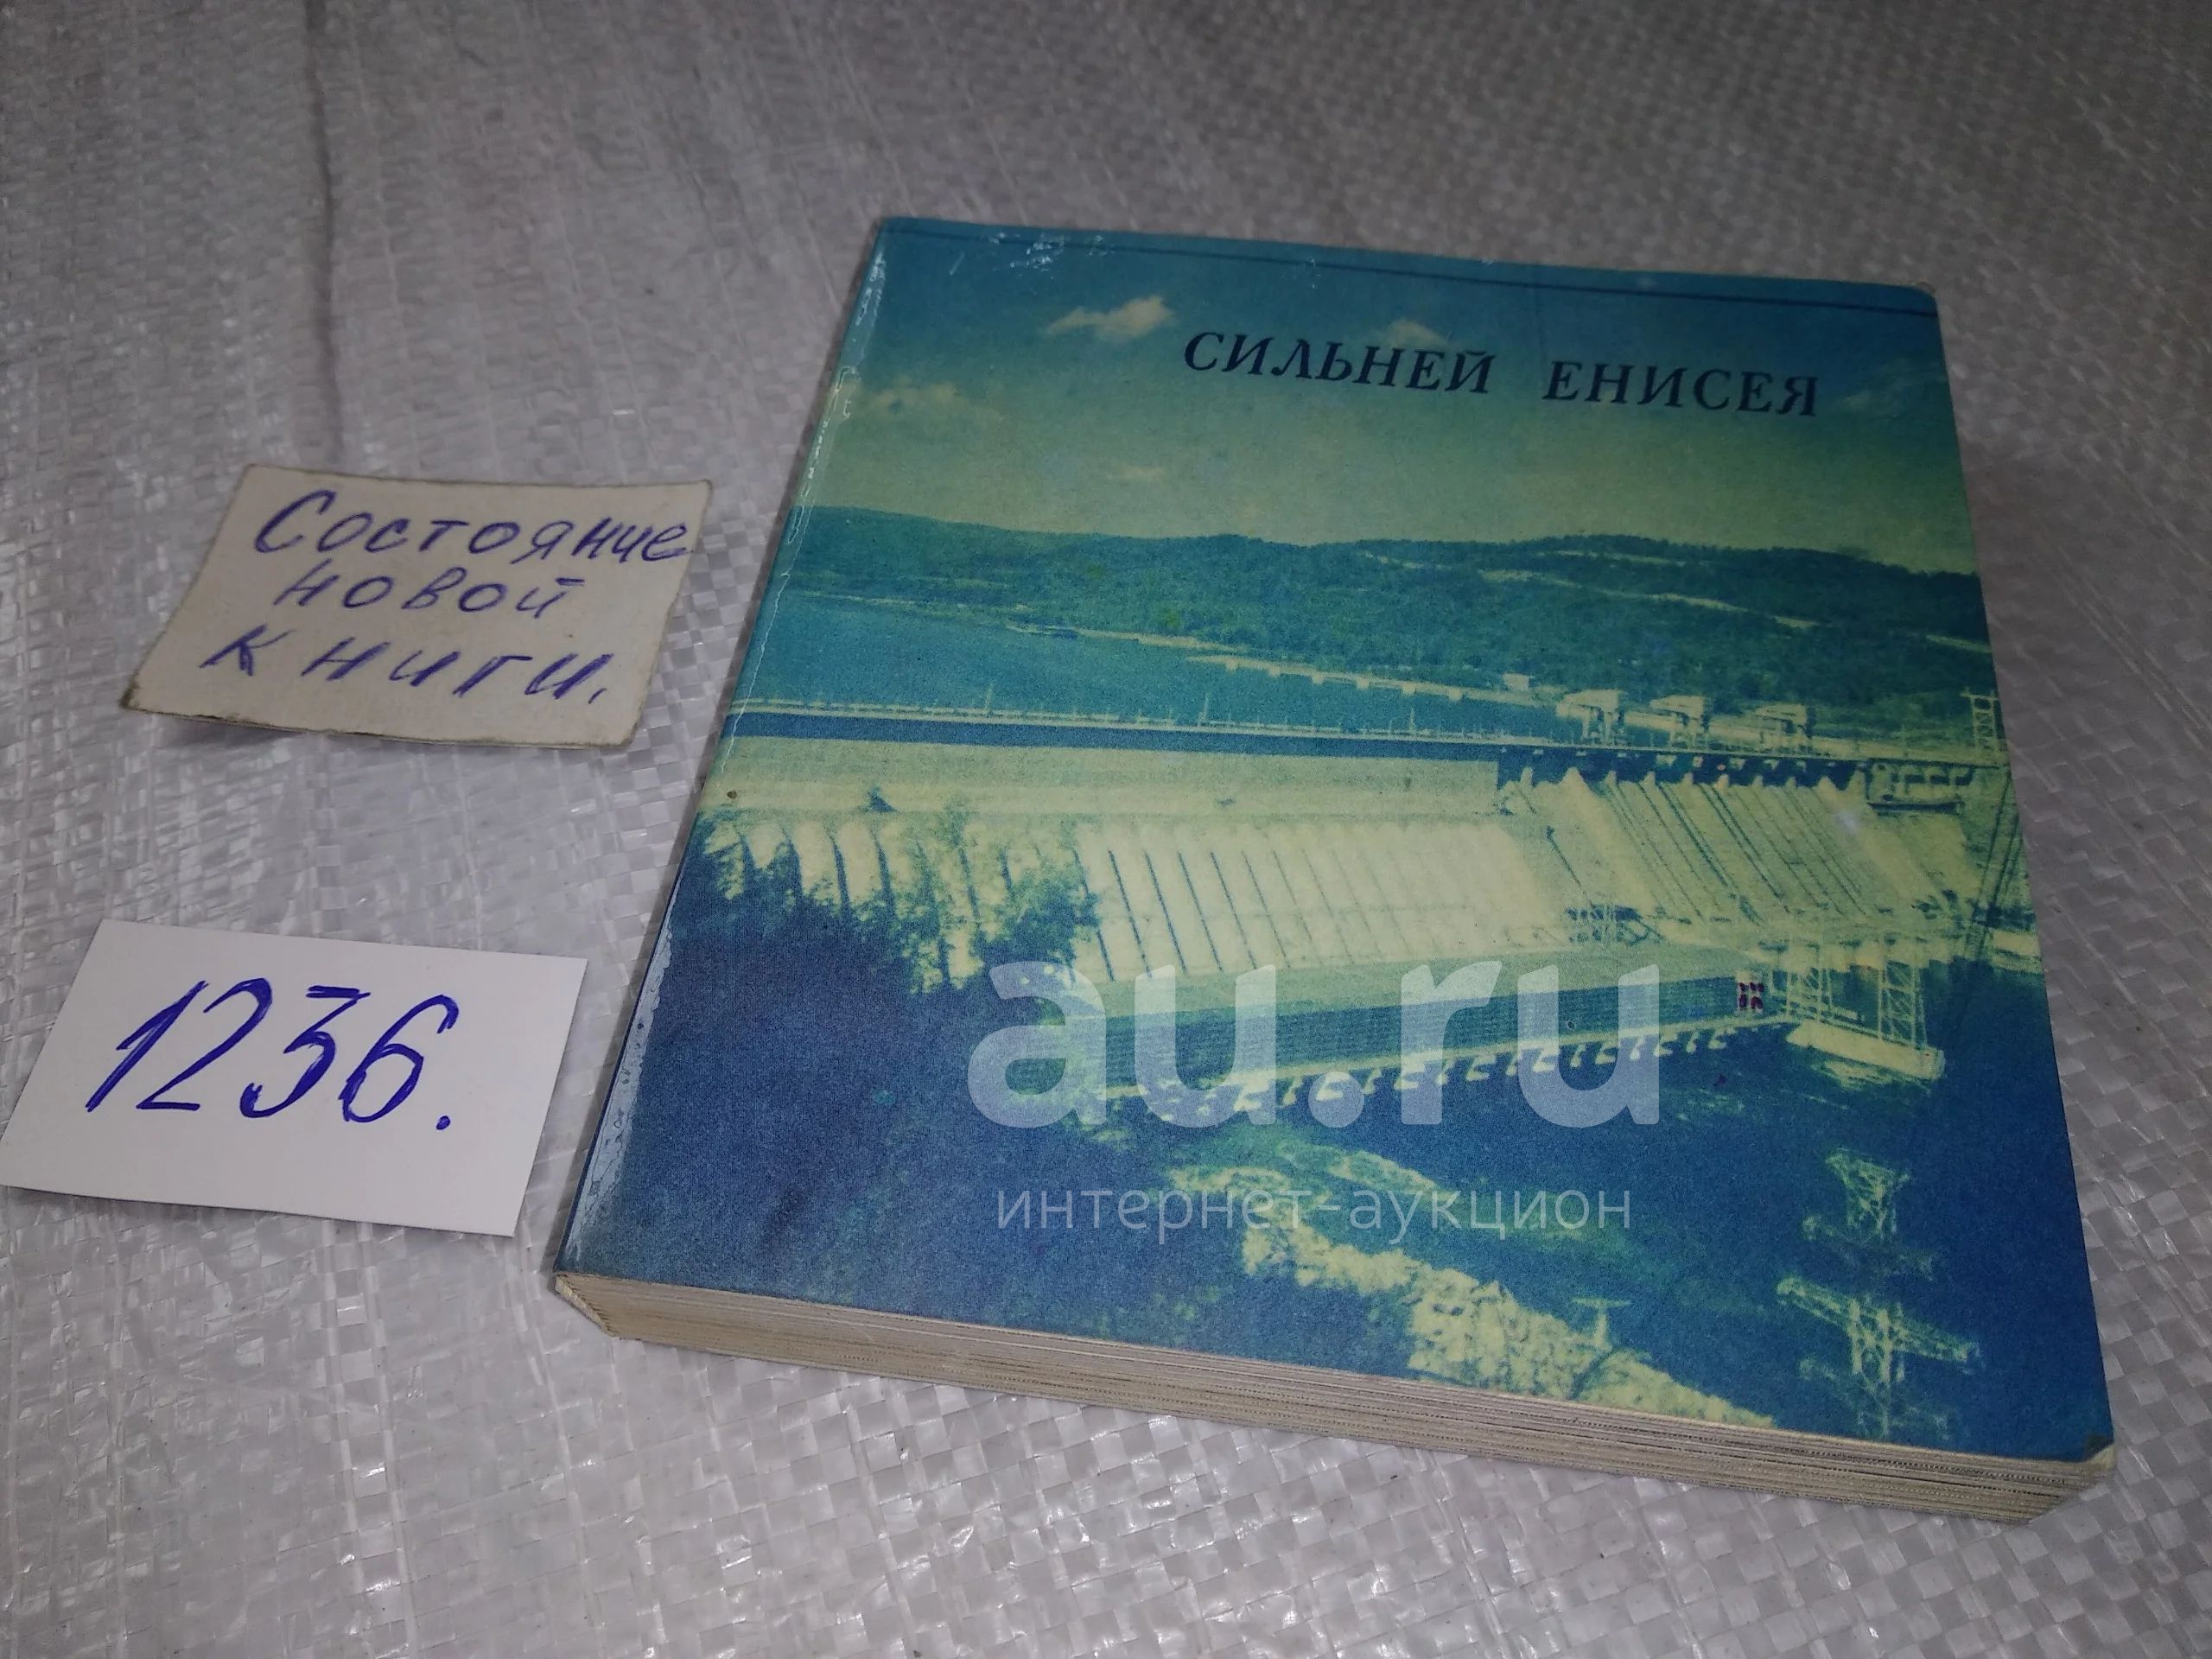 СИЛЬНЕЙ ЕНИСЕЯ
Состояние
новой
книги.
1236.
au.ru
интернет-аукцион